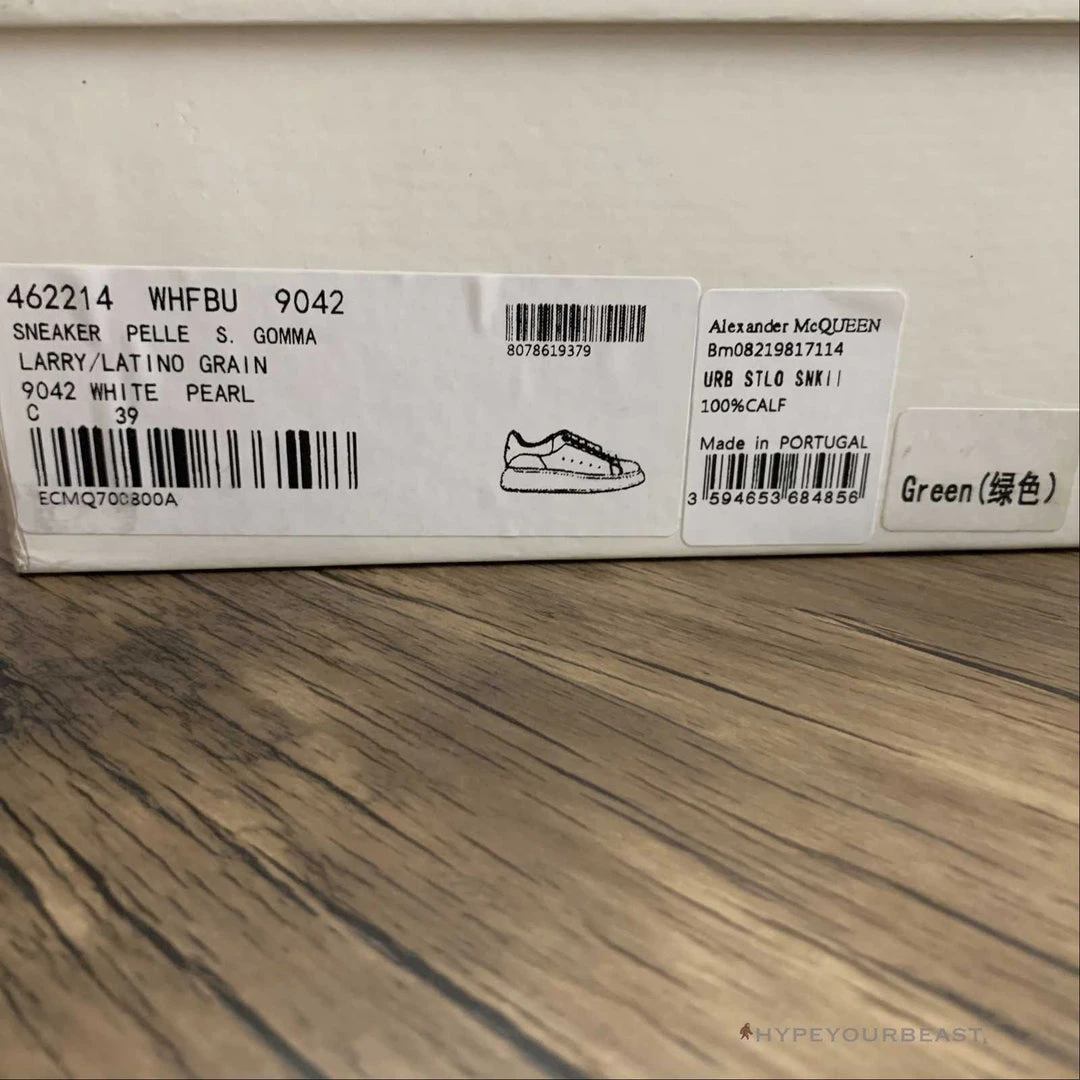 462214 WHFBU 9042
SNEAKER PELLE S. GOMMA
LARRY/LATINO GRAIN
9042 WHITE PEARL
C 39
ECMQ700800A
8078619379
Alexander McQUEEN
Bm08219817114
URB STLO SNKII
100%CALF
Made in PORTUGAL
3 594653 684856
Green(绿色)
HYPEYOURBEAST,